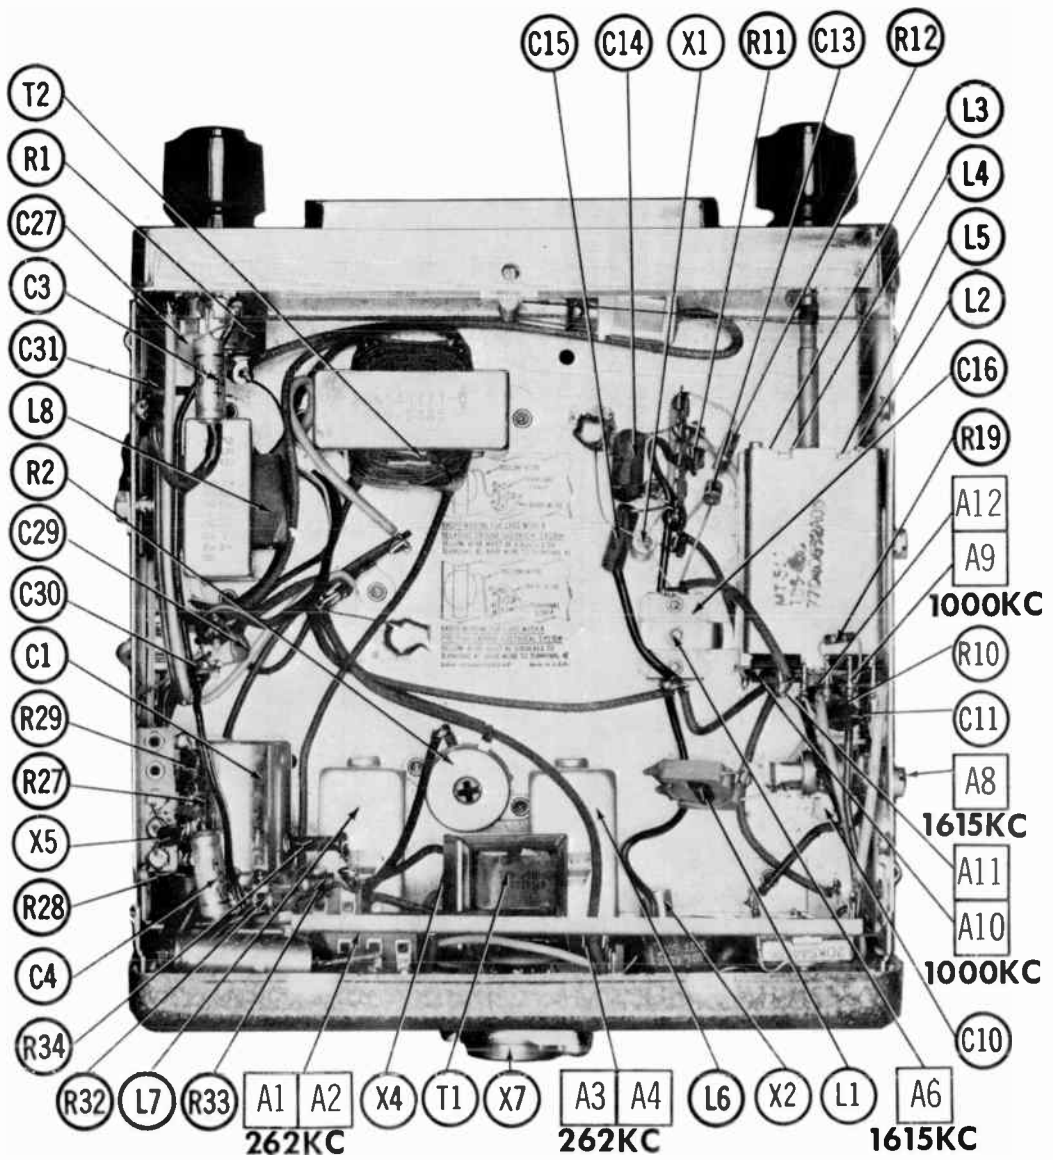 C15 C14 X1 R11 C13 R12
T2
R1
C27
C3
C31
L8
R2
C29
C30
C1
R29
R27
X5
R28
C4
R34
L3
L4
L5
L2
C16
R19
A12
A9
1000KC
R10
C11
A8
1615KC
A11
A10
1000KC
C10
R32 L7 R33 A1 A2 X4 T1 X7 A3 A4 L6 X2 L1 A6
262KC 262KC 1615KC